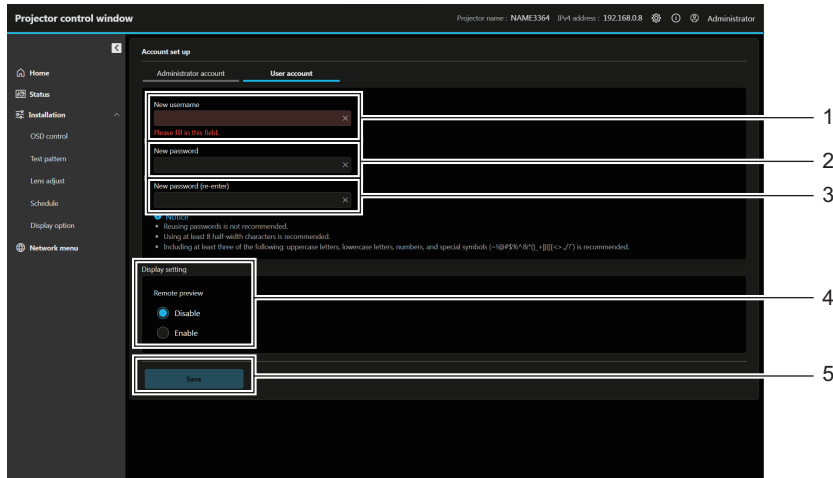 Projector control window
Projector name : NAME3364 IPv4 address : 192.168.0.8 Administrator
Account set up
Administrator account User account
Home
Status
Installation
OSD control
Test pattern
Lens adjust
Schedule
Display option
Network menu
New username
Please fill in this field.
New password
New password (re-enter)
Notice
Reusing passwords is not recommended.
Using at least 8 half-width characters is recommended.
Including at least three of the following: uppercase letters, lowercase letters, numbers, and special symbols is recommended.
Display setting
Remote preview
Disable
Enable
Save
1
2
3
4
5